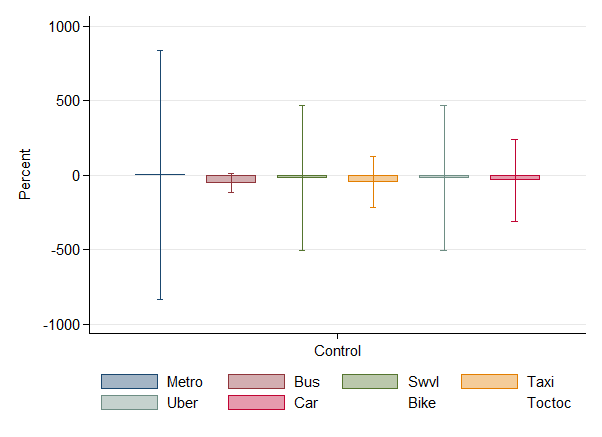 1000
500
0
-500
-1000
Percent
Control
Metro Bus Swvl Taxi
Uber Car Bike Toctoc